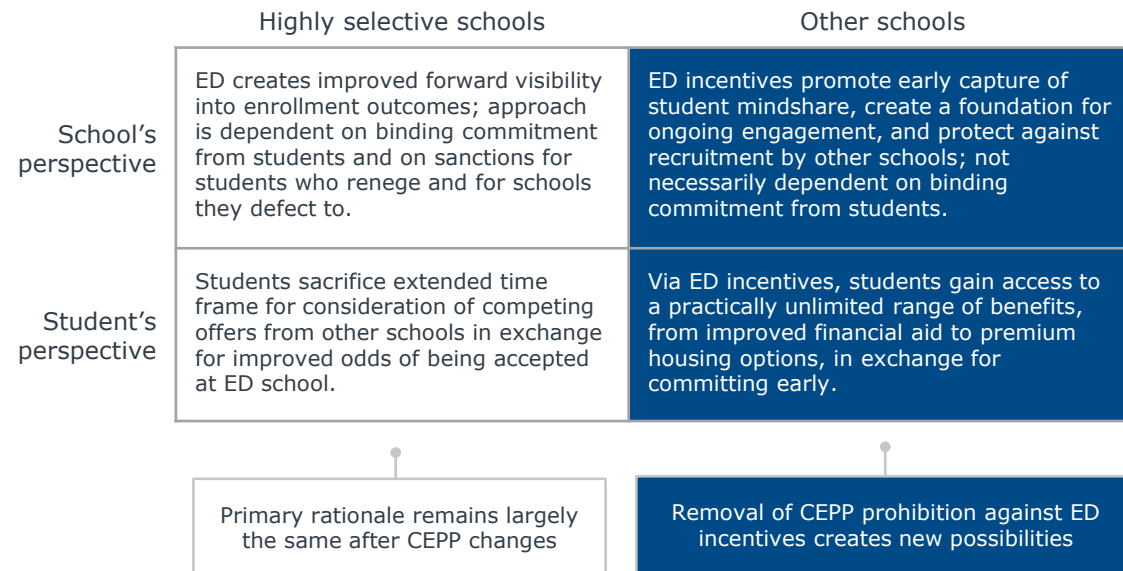 Highly selective schools
Other schools
School's
perspective
ED creates improved forward visibility
into enrollment outcomes; approach
is dependent on binding commitment
from students and on sanctions for
students who renege and for schools
they defect to.
ED incentives promote early capture of
student mindshare, create a foundation for
ongoing engagement, and protect against
recruitment by other schools; not
necessarily dependent on binding
commitment from students.
Student's
perspective
Students sacrifice extended time
frame for consideration of competing
offers from other schools in exchange
for improved odds of being accepted
at ED school.
Via ED incentives, students gain access to
a practically unlimited range of benefits,
from improved financial aid to premium
housing options, in exchange for
committing early.
Primary rationale remains largely
the same after CEPP changes
Removal of CEPP prohibition against ED
incentives creates new possibilities